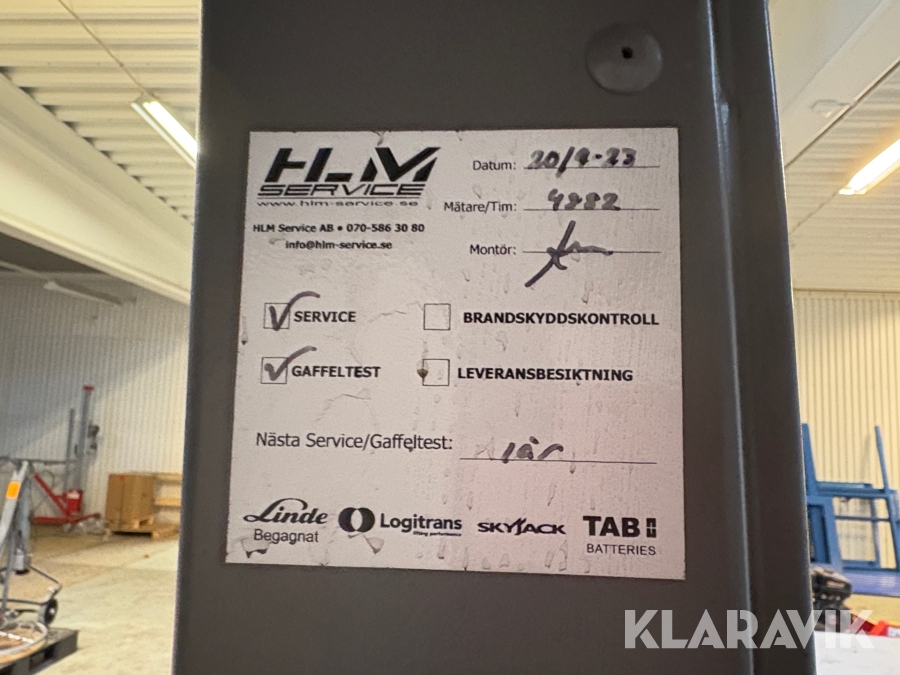 HLM
SERVICE
www.hlm-service.se
HLM Service AB • 070-586 30 80
info@hlm-service.se
Datum: 20/9-23
Mätare/Tim: 4882
Montör:
SERVICE
BRANDSKYDDSKONTROLL
GAFFELTEST
LEVERANSBESIKTNING
Nästa Service/Gaffeltest: 1år
Linde
Begagnat
Logitrans
lifting performance
SKYJACK
TAB
BATTERIES
KLARAVIK